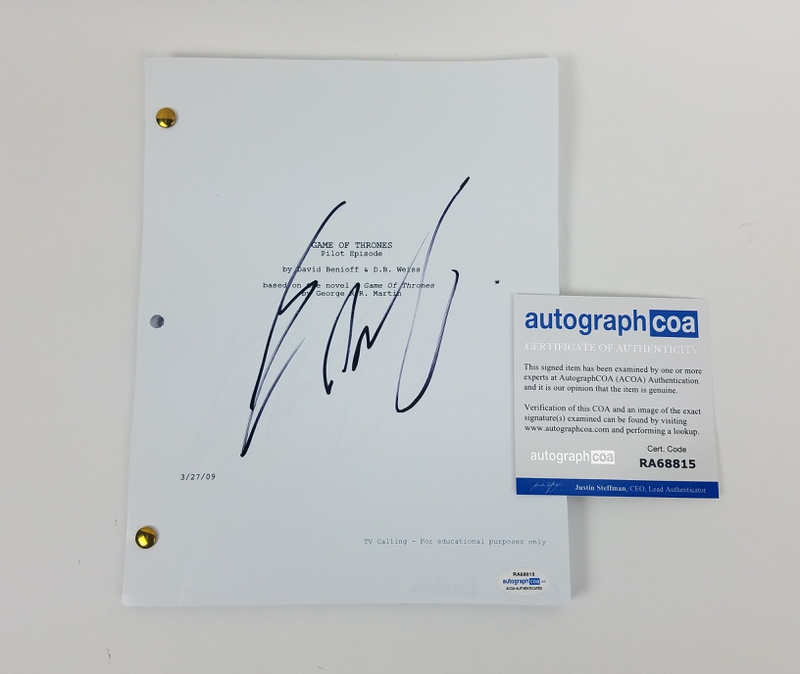 GAME OF THRONES
Pilot Episode
by David Benioff & D.B. Weiss
based on the novel A Game Of Thrones
by George R.R. Martin
3/27/09
TV Calling - For educational purposes only
RA68815
autograph coa
ACOA AUTHENTICATED
autograph coa
CERTIFICATE OF AUTHENTICITY
This signed item has been examined by one or more
experts at AutographCOA (ACOA) Authentication
and it is our opinion that the item is genuine.
Verification of this COA and an image of the exact
signature(s) examined can be found by visiting
www.autographcoa.com and performing a lookup.
autograph coa
Cert. Code
RA68815
Justin Steffman, CEO, Lead Authenticator